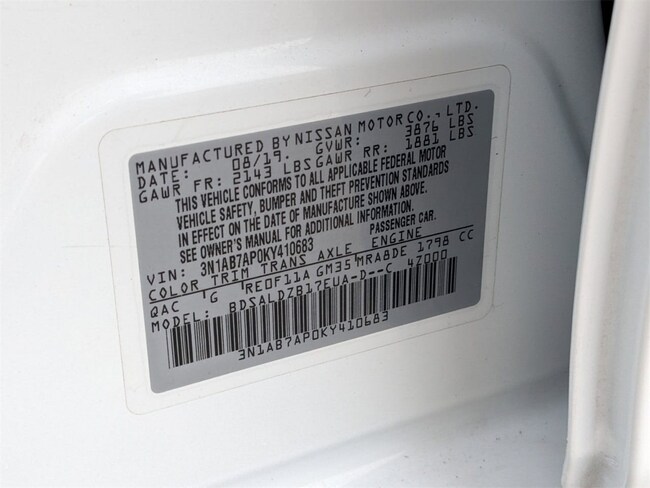 MANUFACTURED BY NISSAN MOTOR CO., LTD.
DATE: 08/19. GVWR: 3876 LBS
GAWR FR: 2143 LBS GAWR RR: 1881 LBS
THIS VEHICLE CONFORMS TO ALL APPLICABLE FEDERAL MOTOR
VEHICLE SAFETY, BUMPER AND THEFT PREVENTION STANDARDS
IN EFFECT ON THE DATE OF MANUFACTURE SHOWN ABOVE.
SEE OWNER'S MANUAL FOR ADDITIONAL INFORMATION.
VIN: 3N1AB7AP0KY410683 PASSENGER CAR.
COLOR TRIM TRANS AXLE ENGINE
QAC G RE0F11A GM35 MRA8DE 1798 CC
MODEL: BDSALDZB17EUA-D--C 47000
3N1AB7AP0KY410683